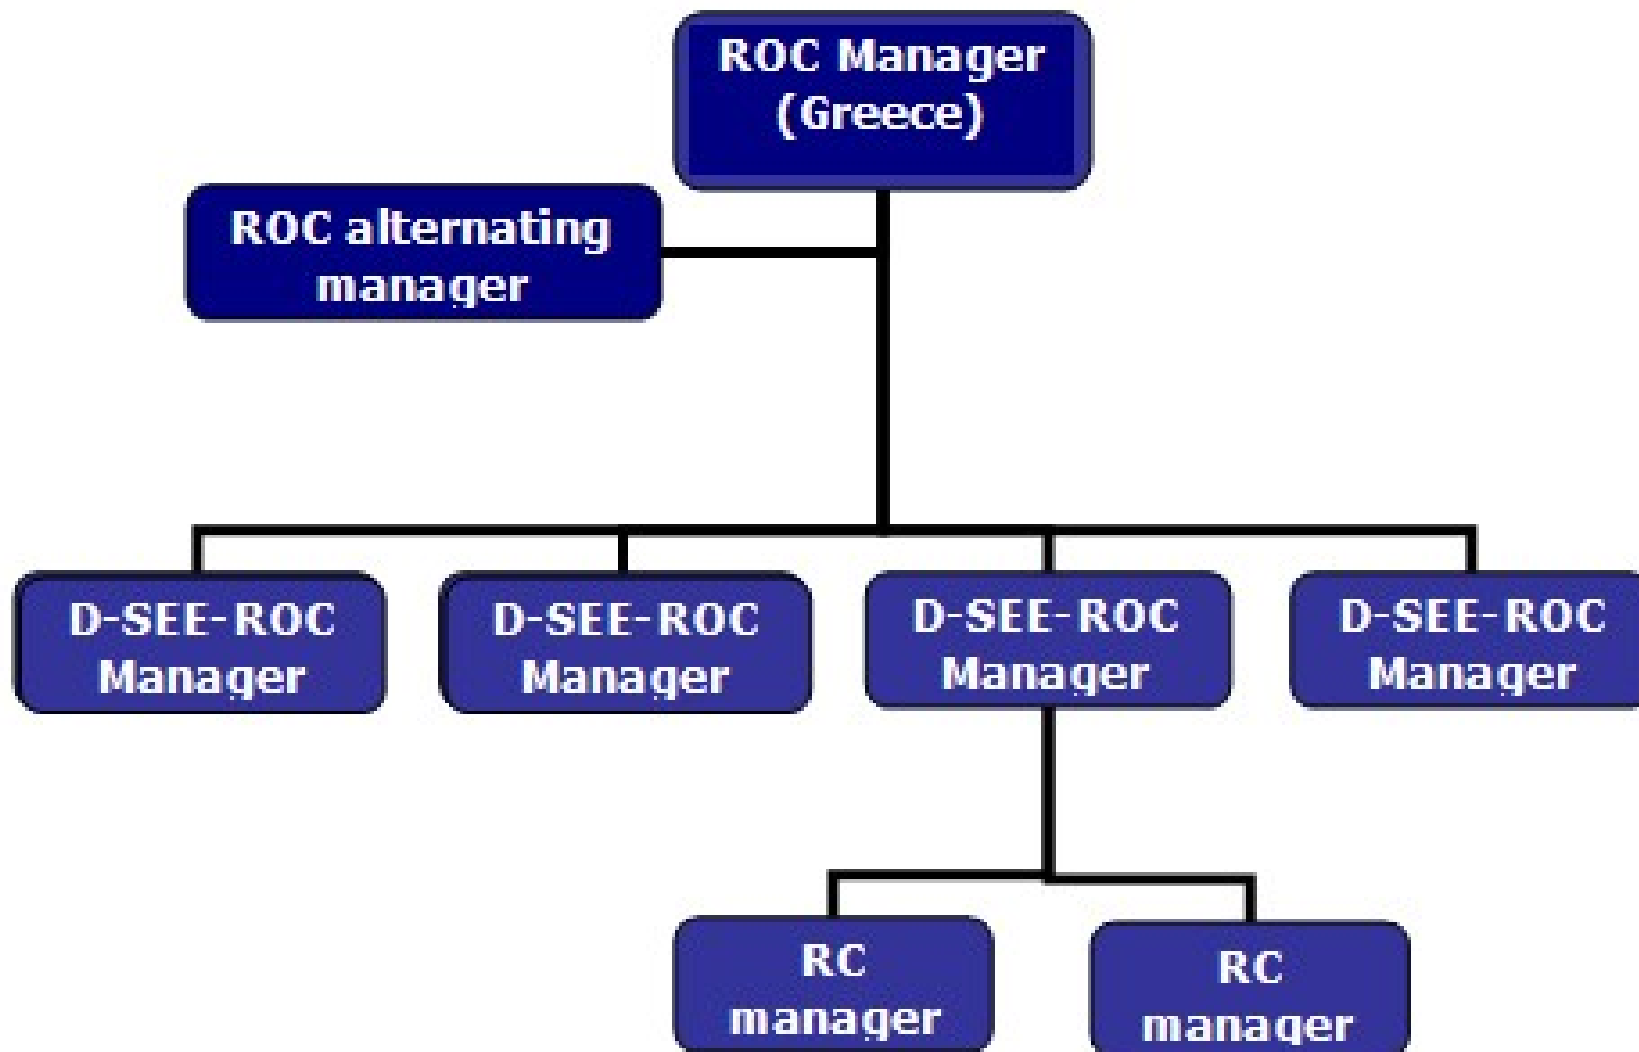 ROC Manager
(Greece)
ROC alternating
manager
D-SEE-ROC
Manager
D-SEE-ROC
Manager
D-SEE-ROC
Manager
D-SEE-ROC
Manager
RC
manager
RC
manager